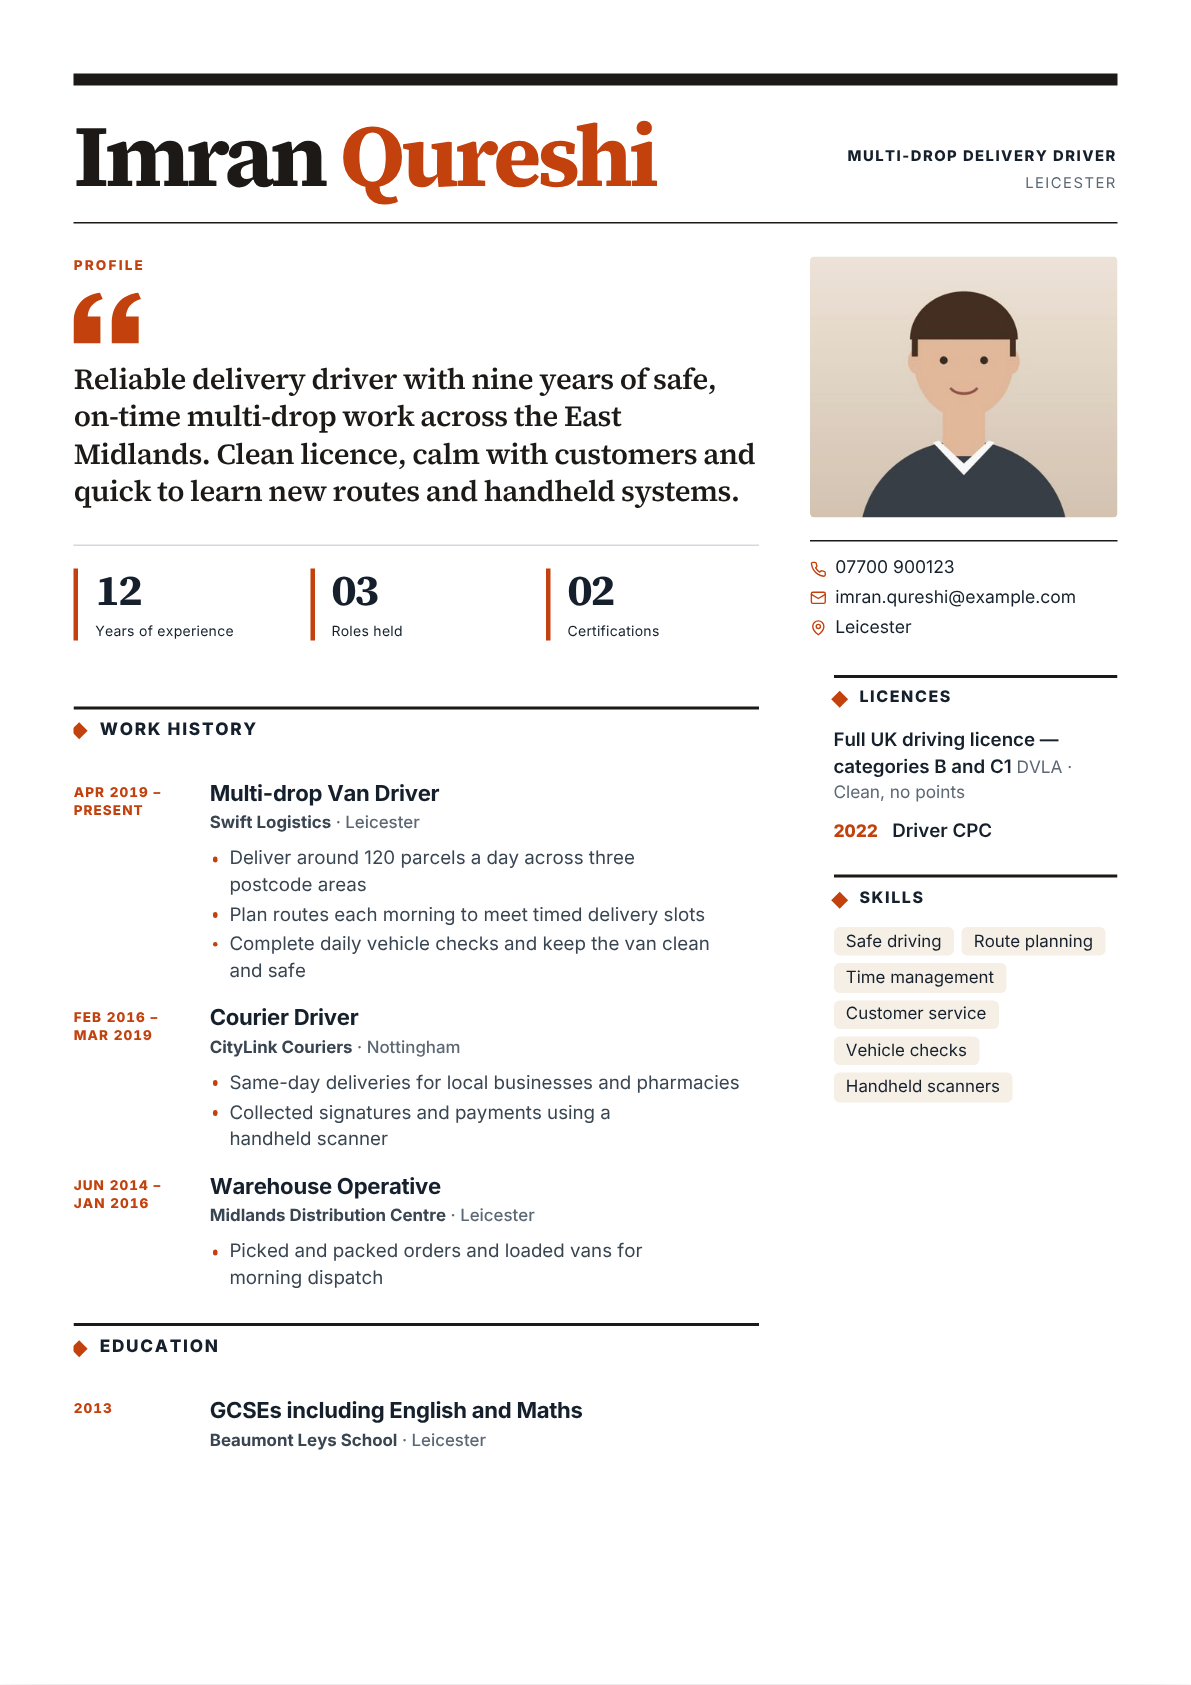 Imran Qureshi
MULTI-DROP DELIVERY DRIVER
LEICESTER
PROFILE
“
Reliable delivery driver with nine years of safe,
on-time multi-drop work across the East
Midlands. Clean licence, calm with customers and
quick to learn new routes and handheld systems.
12
Years of experience
03
Roles held
02
Certifications
WORK HISTORY
APR 2019 –
PRESENT
Multi-drop Van Driver
Swift Logistics · Leicester
• Deliver around 120 parcels a day across three
postcode areas
• Plan routes each morning to meet timed delivery slots
• Complete daily vehicle checks and keep the van clean
and safe
FEB 2016 –
MAR 2019
Courier Driver
CityLink Couriers · Nottingham
• Same-day deliveries for local businesses and pharmacies
• Collected signatures and payments using a
handheld scanner
JUN 2014 –
JAN 2016
Warehouse Operative
Midlands Distribution Centre · Leicester
• Picked and packed orders and loaded vans for
morning dispatch
EDUCATION
2013
GCSEs including English and Maths
Beaumont Leys School · Leicester
07700 900123
imran.qureshi@example.com
Leicester
LICENCES
Full UK driving licence —
categories B and C1 DVLA ·
Clean, no points
2022 Driver CPC
SKILLS
Safe driving Route planning
Time management
Customer service
Vehicle checks
Handheld scanners